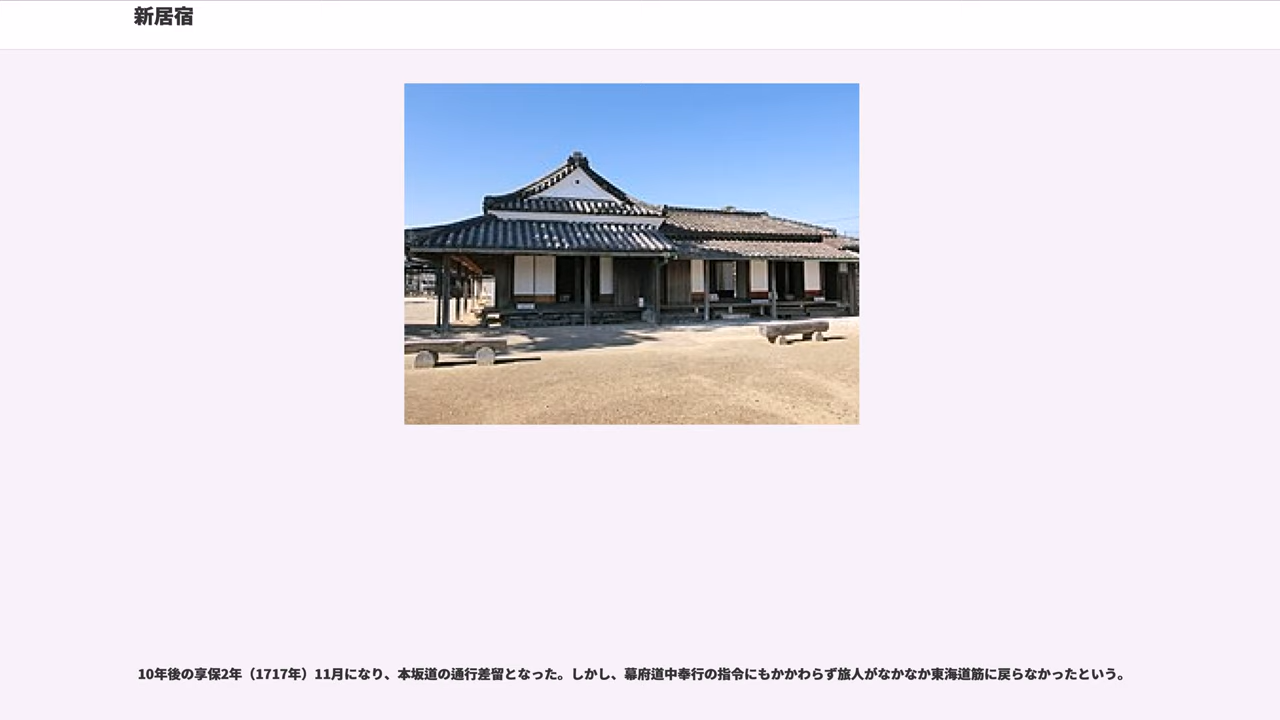 新居宿
10年後の享保2年（1717年）11月になり、本坂道の通行差留となった。しかし、幕府道中奉行の指令にもかかわらず旅人がなかなか東海道筋に戻らなかったという。